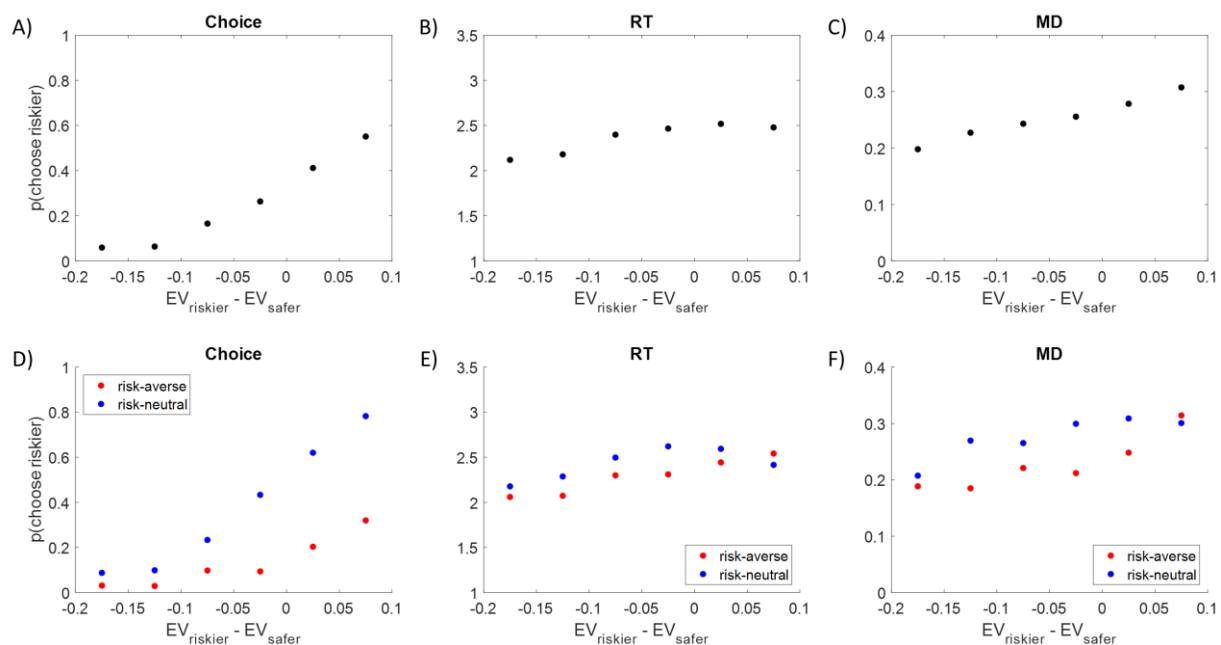 A)
Choice
p(choose riskier)
1
0.8
0.6
0.4
0.2
0
-0.2 -0.15 -0.1 -0.05 0 0.05 0.1
EVriskier - EVsafer
B)
RT
3.5
3
2.5
2
1.5
1
-0.2 -0.15 -0.1 -0.05 0 0.05 0.1
EVriskier - EVsafer
C)
MD
0.4
0.3
0.2
0.1
0
-0.2 -0.15 -0.1 -0.05 0 0.05 0.1
EVriskier - EVsafer
D)
Choice
p(choose riskier)
1
0.8
0.6
0.4
0.2
0
risk-averse
risk-neutral
-0.2 -0.15 -0.1 -0.05 0 0.05 0.1
EVriskier - EVsafer
E)
RT
3.5
3
2.5
2
1.5
1
risk-averse
risk-neutral
-0.2 -0.15 -0.1 -0.05 0 0.05 0.1
EVriskier - EVsafer
F)
MD
0.4
0.3
0.2
0.1
0
risk-averse
risk-neutral
-0.2 -0.15 -0.1 -0.05 0 0.05 0.1
EVriskier - EVsafer